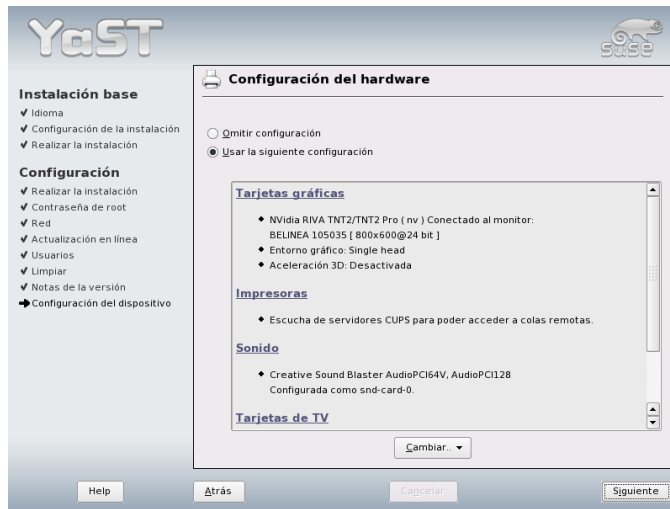 YaST
SUSE
Instalación base
✔ Idioma
✔ Configuración de la instalación
✔ Realizar la instalación
Configuración
✔ Realizar la instalación
✔ Contraseña de root
✔ Red
✔ Actualización en línea
✔ Usuarios
✔ Limpiar
✔ Notas de la versión
Configuración del dispositivo
Configuración del hardware
Omitir configuración
Usar la siguiente configuración
Tarjetas gráficas
NVidia RIVA TNT2/TNT2 Pro ( nv ) Conectado al monitor:
BELINEA 105035 [ 800x600@24 bit ]
Entorno gráfico: Single head
Aceleración 3D: Desactivada
Impresoras
Escucha de servidores CUPS para poder acceder a colas remotas.
Sonido
Creative Sound Blaster AudioPCI64V, AudioPCI128
Configurada como snd-card-0.
Tarjetas de TV
Cambiar..
Help
Atrás
Cancelar
Siguiente